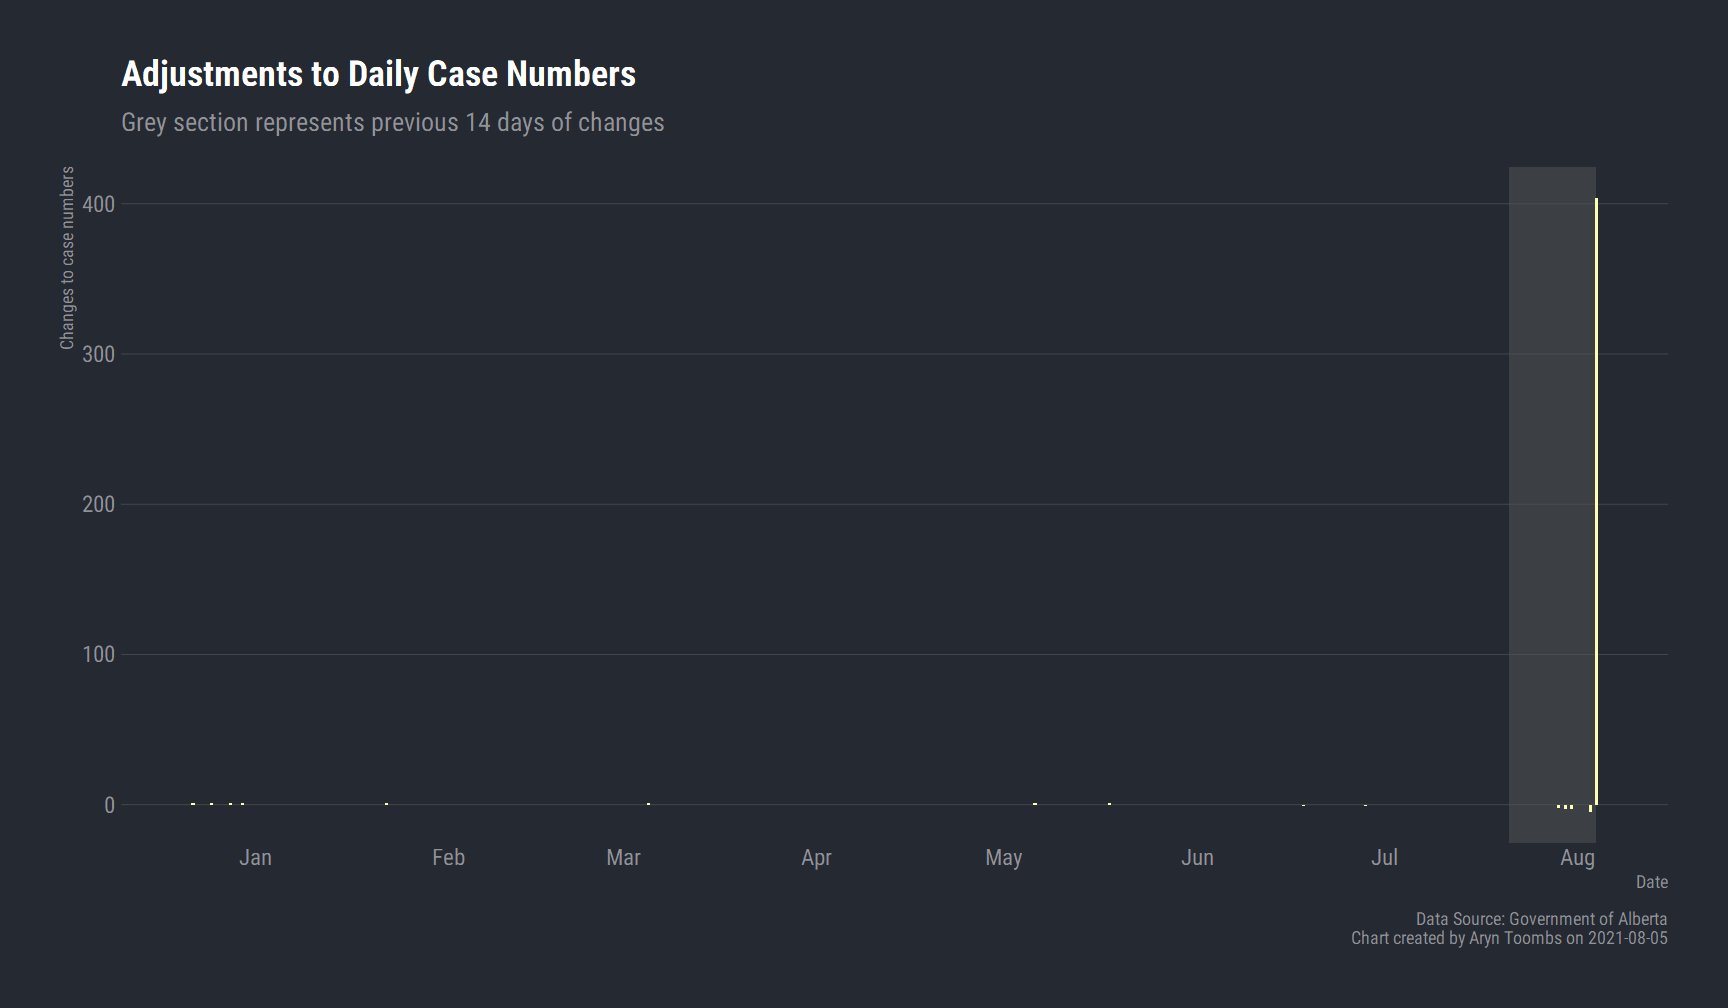 Adjustments to Daily Case Numbers
Grey section represents previous 14 days of changes
Changes to case numbers
400
300
200
100
0
Jan Feb Mar Apr May Jun Jul Aug
Date
Data Source: Government of Alberta
Chart created by Aryn Toombs on 2021-08-05